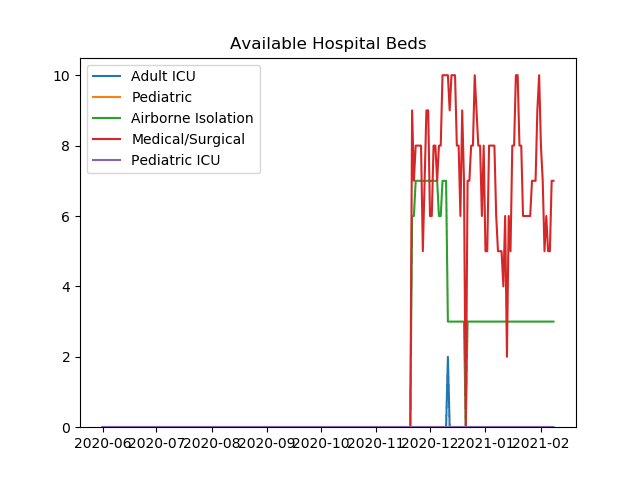 Available Hospital Beds
Adult ICU
Pediatric
Airborne Isolation
Medical/Surgical
Pediatric ICU
10
8
6
4
2
0
2020-06 2020-07 2020-08 2020-09 2020-10 2020-11 2020-12 2021-01 2021-02